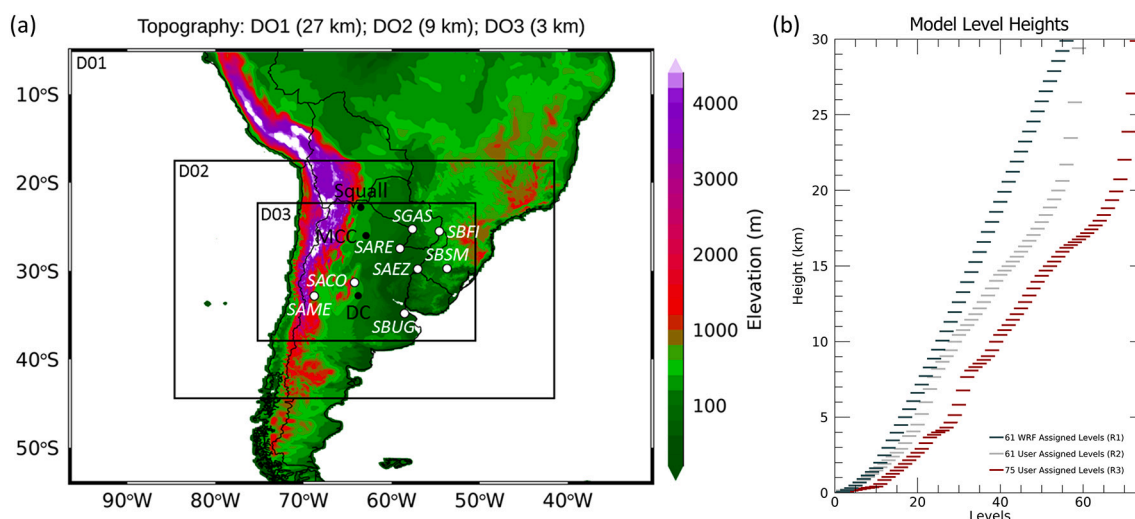 (a)
Topography: DO1 (27 km); DO2 (9 km); DO3 (3 km)
D01
D02
D03
Squall
SGAS
SBFI
MCC
SARE
SBSM
SAEZ
SACO
SAME
DC
SBUG
10°S
20°S
30°S
40°S
50°S
90°W
80°W
70°W
60°W
50°W
40°W
4000
3000
2000
1000
100
Elevation (m)
(b)
Model Level Heights
30
25
20
15
10
5
0
Height (km)
61 WRF Assigned Levels (R1)
61 User Assigned Levels (R2)
75 User Assigned Levels (R3)
0
20
40
60
Levels